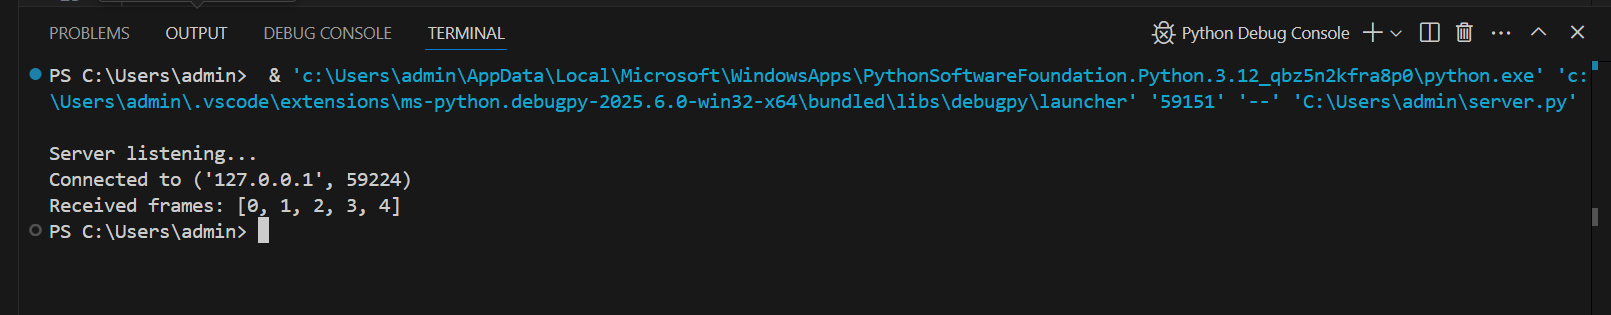 PROBLEMS OUTPUT DEBUG CONSOLE TERMINAL Python Debug Console
PS C:\Users\admin>  & 'c:\Users\admin\AppData\Local\Microsoft\WindowsApps\PythonSoftwareFoundation.Python.3.12_qbz5n2kfra8p0\python.exe' 'c:
\Users\admin\.vscode\extensions\ms-python.debugpy-2025.6.0-win32-x64\bundled\libs\debugpy\launcher' '59151' '--' 'C:\Users\admin\server.py'
Server listening...
Connected to ('127.0.0.1', 59224)
Received frames: [0, 1, 2, 3, 4]
PS C:\Users\admin>